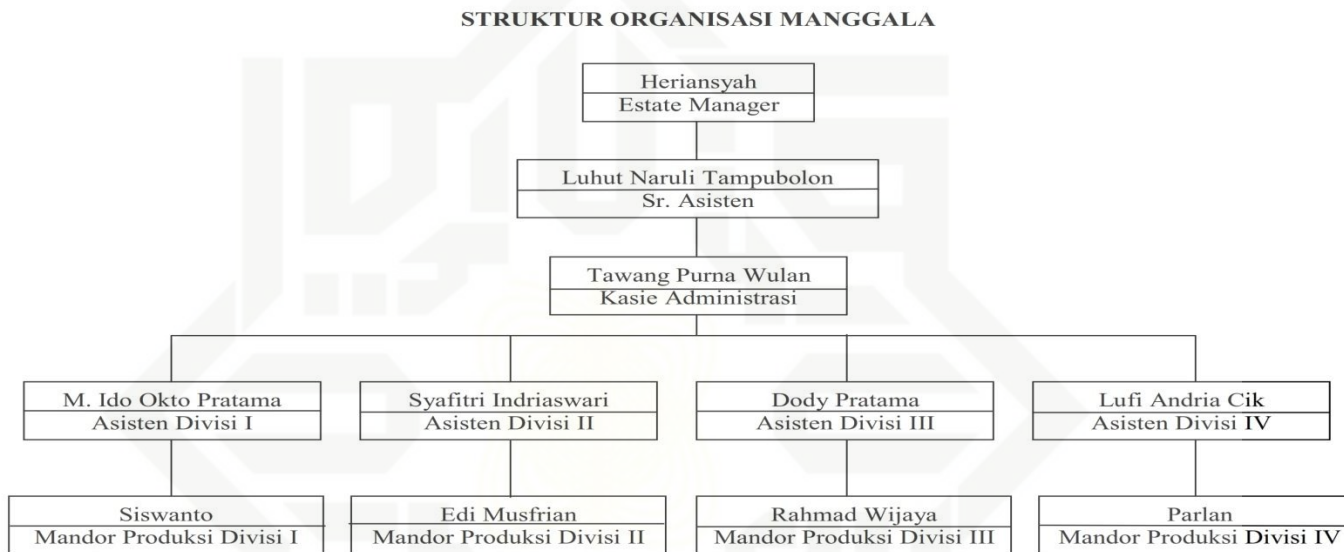 STRUKTUR ORGANISASI MANGGALA
Heriansyah
Estate Manager
Luhut Naruli Tampubolon
Sr. Asisten
Tawang Purna Wulan
Kasie Administrasi
M. Ido Okto Pratama
Asisten Divisi I
Syafitri Indriaswari
Asisten Divisi II
Dody Pratama
Asisten Divisi III
Lufi Andria Cik
Asisten Divisi IV
Siswanto
Mandor Produksi Divisi I
Edi Musfrian
Mandor Produksi Divisi II
Rahmad Wijaya
Mandor Produksi Divisi III
Parlan
Mandor Produksi Divisi IV